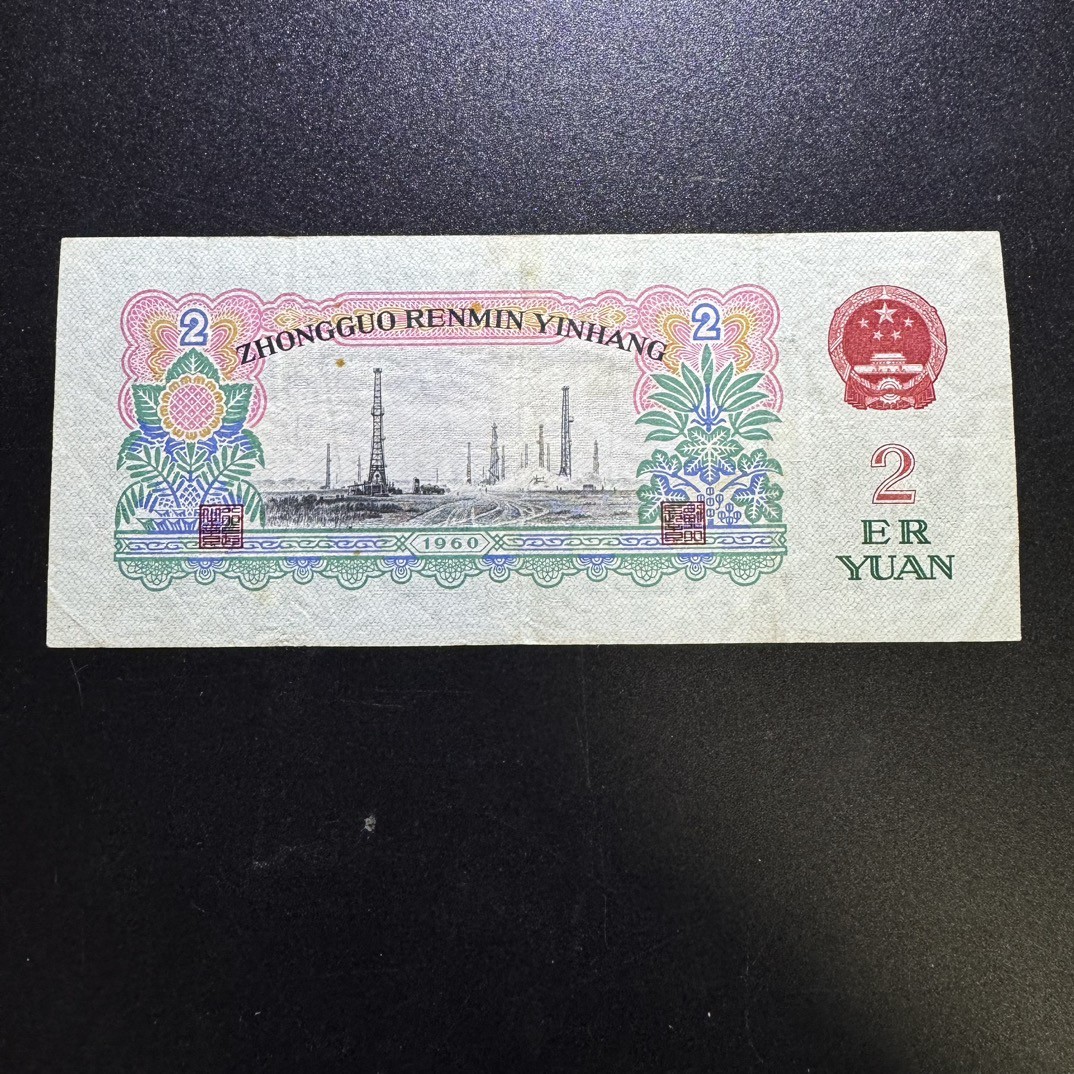 2
2
ZHONGGUO RENMIN YINHANG
1960
2
ER
YUAN